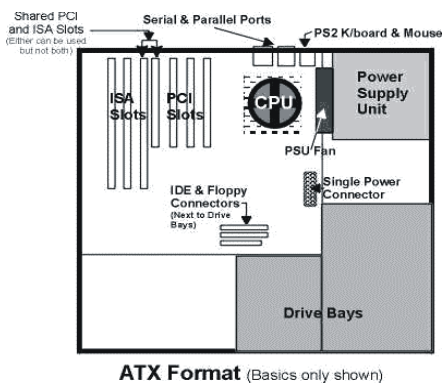 Shared PCI
and ISA Slots
(Either can be used
but not both)
Serial & Parallel Ports
PS2 K/board & Mouse
ISA
Slots
PCI
Slots
CPU
Power
Supply
Unit
PSU Fan
Single Power
Connector
IDE & Floppy
Connectors
(Next to Drive
Bays)
Drive Bays
ATX Format (Basics only shown)